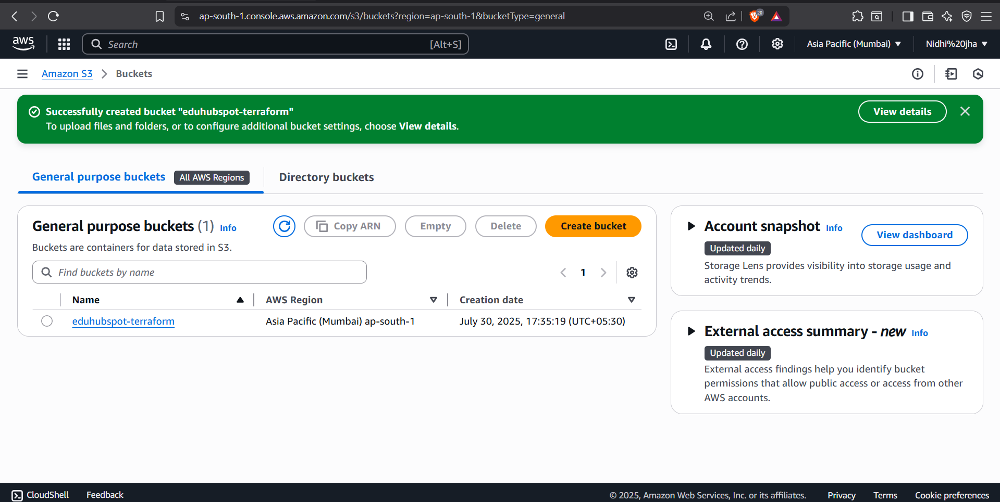 ap-south-1.console.aws.amazon.com/s3/buckets?region=ap-south-1&bucketType=general
20
aws
Search
[Alt+S]
Asia Pacific (Mumbai)
Nidhi%20jha
Amazon S3
Buckets
Successfully created bucket "eduhubspot-terraform"
To upload files and folders, or to configure additional bucket settings, choose View details.
View details
General purpose buckets
All AWS Regions
Directory buckets
General purpose buckets (1) Info
Copy ARN
Empty
Delete
Create bucket
Buckets are containers for data stored in S3.
Find buckets by name
1
Name
AWS Region
Creation date
eduhubspot-terraform
Asia Pacific (Mumbai) ap-south-1
July 30, 2025, 17:35:19 (UTC+05:30)
Account snapshot Info
View dashboard
Updated daily
Storage Lens provides visibility into storage usage and
activity trends.
External access summary - new Info
Updated daily
External access findings help you identify bucket
permissions that allow public access or access from other
AWS accounts.
CloudShell
Feedback
© 2025, Amazon Web Services, Inc. or its affiliates.
Privacy
Terms
Cookie preferences